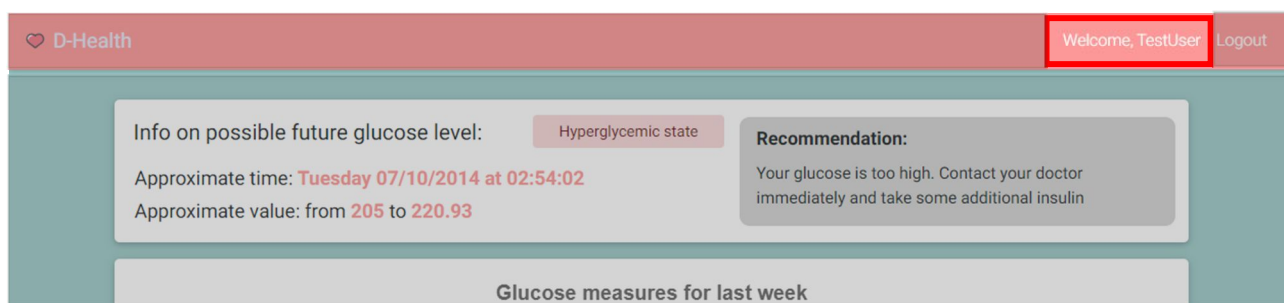 D-Health
Welcome, TestUser
Logout
Info on possible future glucose level:
Hyperglycemic state
Approximate time: Tuesday 07/10/2014 at 02:54:02
Approximate value: from 205 to 220.93
Recommendation:
Your glucose is too high. Contact your doctor
immediately and take some additional insulin
Glucose measures for last week